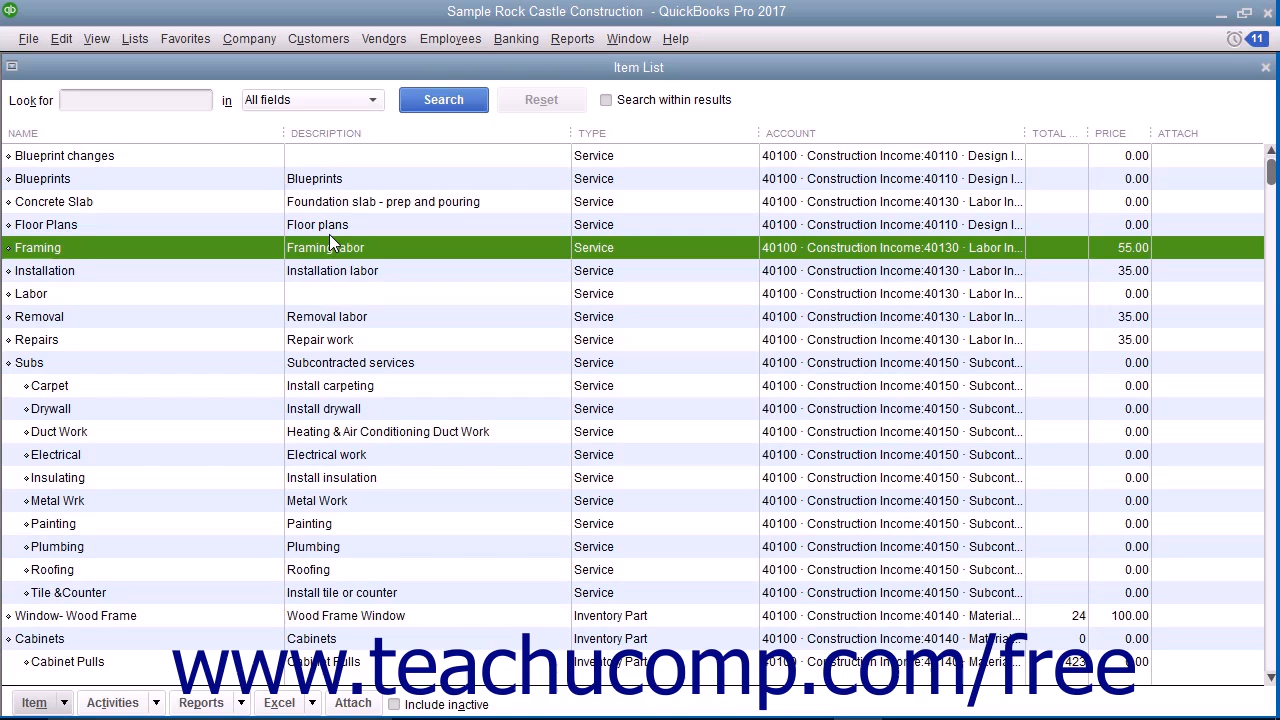 Sample Rock Castle Construction - QuickBooks Pro 2017
File Edit View Lists Favorites Company Customers Vendors Employees Banking Reports Window Help 11
Item List
Look for in All fields Search Reset Search within results
NAME DESCRIPTION TYPE ACCOUNT TOTAL ... PRICE ATTACH
Blueprint changes Service 40100 · Construction Income:40110 · Design I... 0.00
Blueprints Blueprints Service 40100 · Construction Income:40110 · Design I... 0.00
Concrete Slab Foundation slab - prep and pouring Service 40100 · Construction Income:40130 · Labor In... 0.00
Floor Plans Floor plans Service 40100 · Construction Income:40110 · Design I... 0.00
Framing Framing labor Service 40100 · Construction Income:40130 · Labor In... 55.00
Installation Installation labor Service 40100 · Construction Income:40130 · Labor In... 35.00
Labor Service 40100 · Construction Income:40130 · Labor In... 0.00
Removal Removal labor Service 40100 · Construction Income:40130 · Labor In... 35.00
Repairs Repair work Service 40100 · Construction Income:40130 · Labor In... 35.00
Subs Subcontracted services Service 40100 · Construction Income:40150 · Subcont... 0.00
Carpet Install carpeting Service 40100 · Construction Income:40150 · Subcont... 0.00
Drywall Install drywall Service 40100 · Construction Income:40150 · Subcont... 0.00
Duct Work Heating & Air Conditioning Duct Work Service 40100 · Construction Income:40150 · Subcont... 0.00
Electrical Electrical work Service 40100 · Construction Income:40150 · Subcont... 0.00
Insulating Install insulation Service 40100 · Construction Income:40150 · Subcont... 0.00
Metal Wrk Metal Work Service 40100 · Construction Income:40150 · Subcont... 0.00
Painting Painting Service 40100 · Construction Income:40150 · Subcont... 0.00
Plumbing Plumbing Service 40100 · Construction Income:40150 · Subcont... 0.00
Roofing Roofing Service 40100 · Construction Income:40150 · Subcont... 0.00
Tile &Counter Install tile or counter Service 40100 · Construction Income:40150 · Subcont... 0.00
Window- Wood Frame Wood Frame Window Inventory Part 40100 · Construction Income:40140 · Material... 24 100.00
Cabinets Cabinets Inventory Part 40100 · Construction Income:40140 · Material... 0 0.00
Cabinet Pulls Cabinet Pulls Inventory Part 40100 · Construction Income:40140 · Material... 423 0.00
www.teachucomp.com/free
Item Activities Reports Excel Attach Include inactive